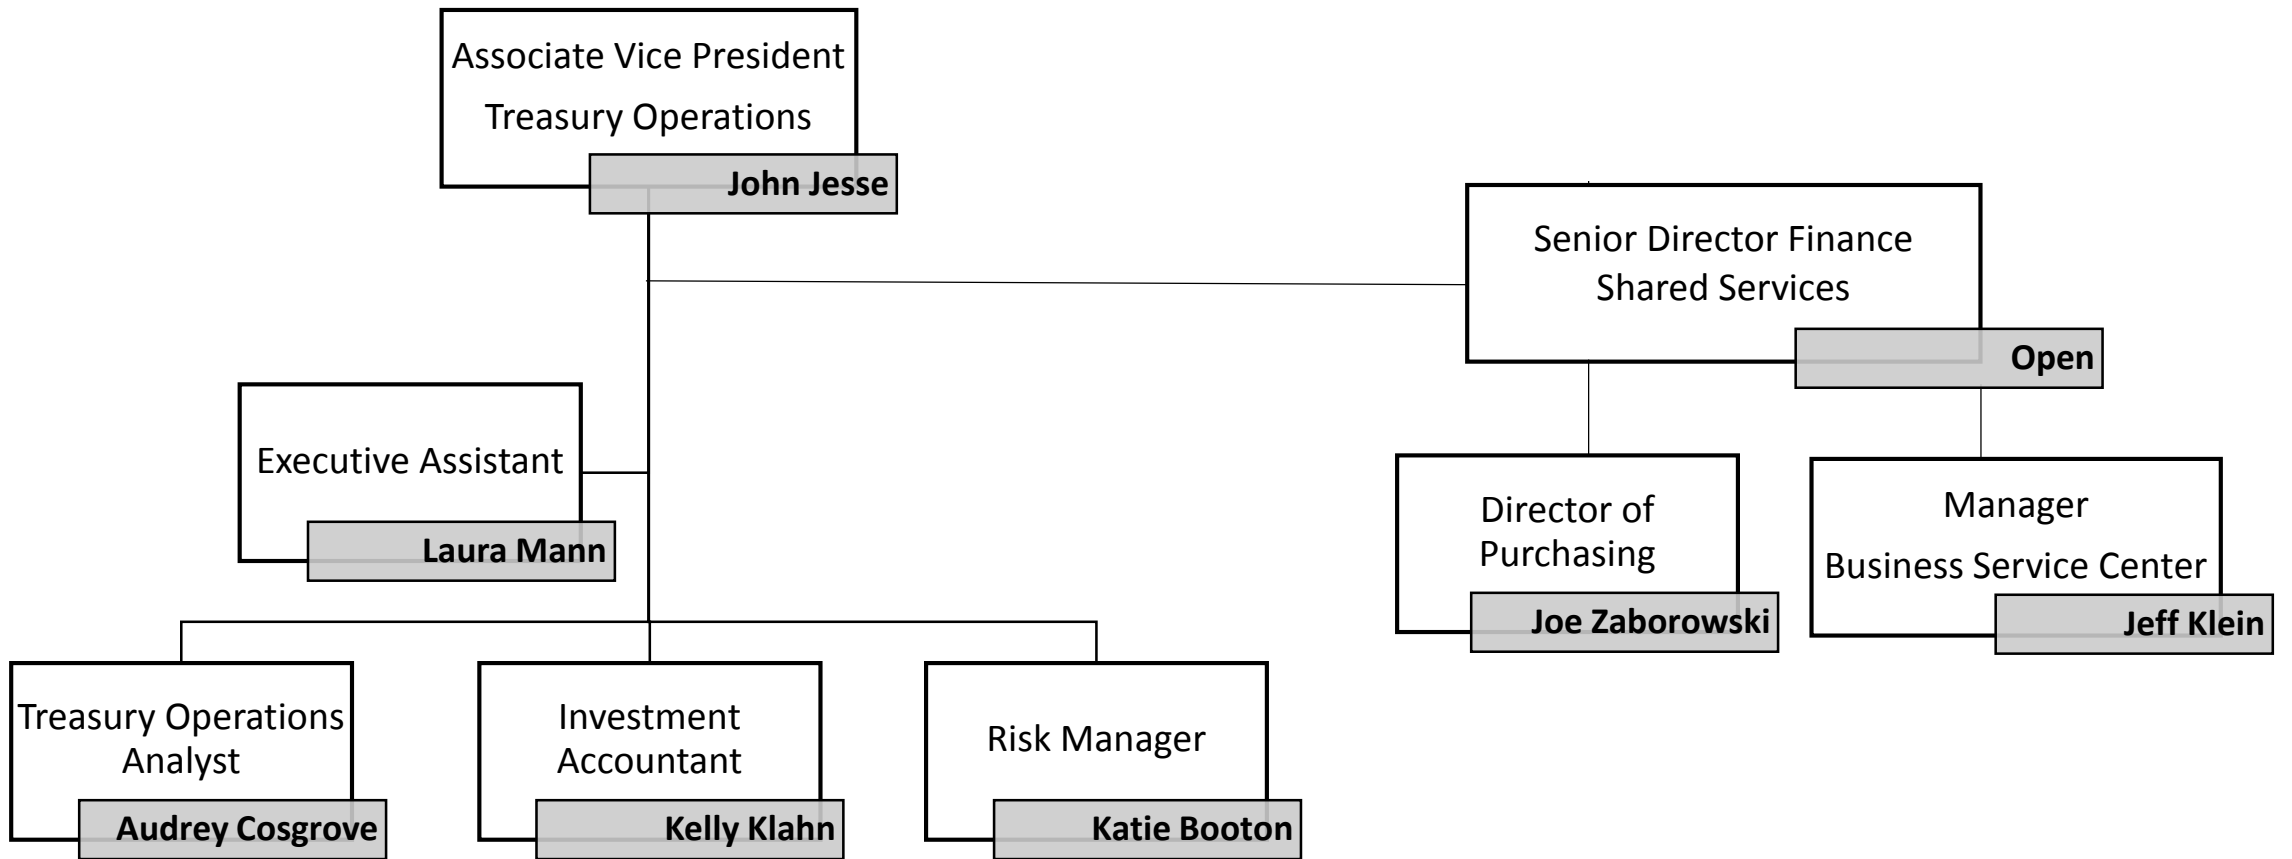 Associate Vice President
Treasury Operations
John Jesse
Senior Director Finance
Shared Services
Open
Executive Assistant
Laura Mann
Director of
Purchasing
Joe Zaborowski
Manager
Business Service Center
Jeff Klein
Treasury Operations
Analyst
Audrey Cosgrove
Investment
Accountant
Kelly Klahn
Risk Manager
Katie Booton